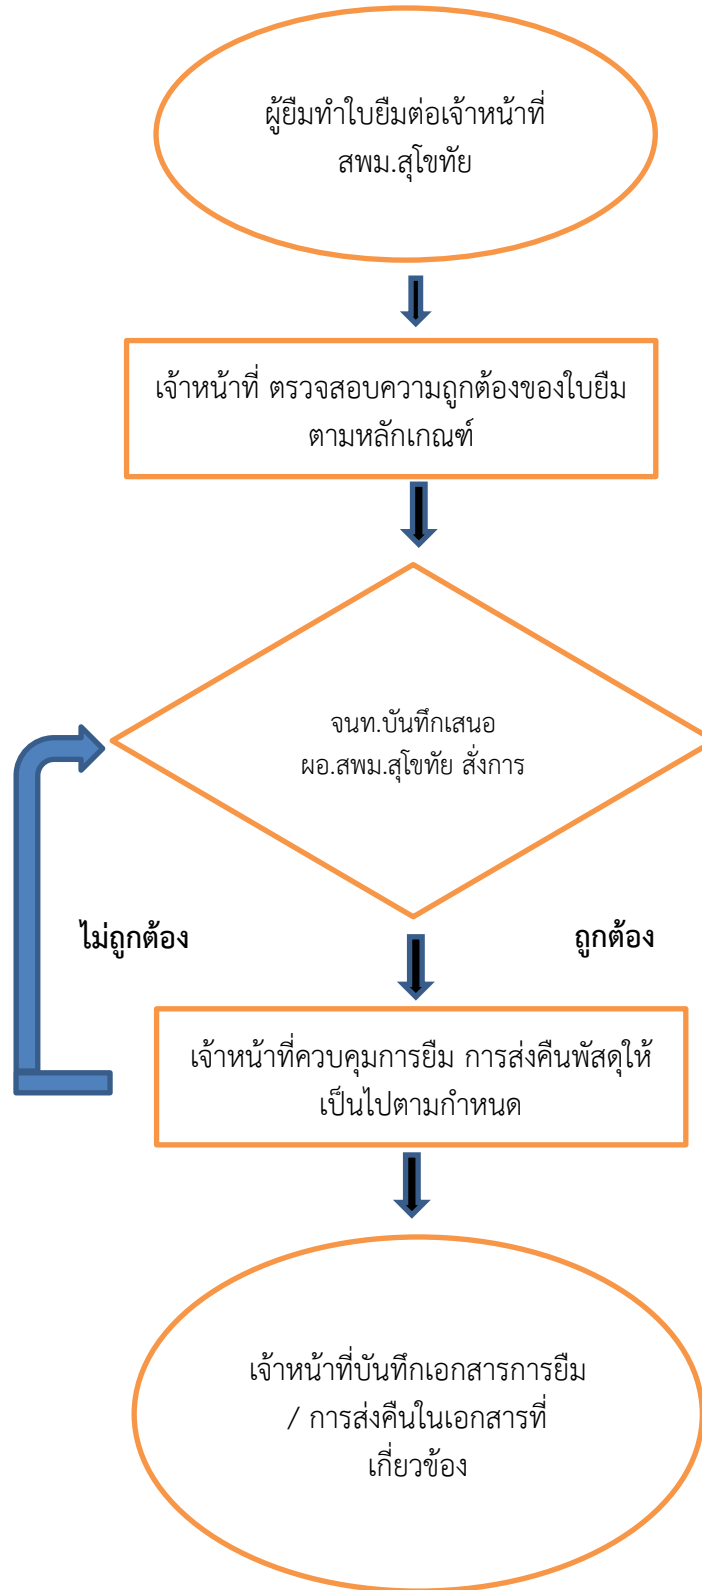 ผู้ยืมทำใบยืมต่อเจ้าหน้าที่
สพม.สุโขทัย
เจ้าหน้าที่ ตรวจสอบความถูกต้องของใบยืม
ตามหลักเกณฑ์
จนท.บันทึกเสนอ
ผอ.สพม.สุโขทัย สั่งการ
ไม่ถูกต้อง
ถูกต้อง
เจ้าหน้าที่ควบคุมการยืม การส่งคืนพัสดุให้
เป็นไปตามกำหนด
เจ้าหน้าที่บันทึกเอกสารการยืม
/ การส่งคืนในเอกสารที่
เกี่ยวข้อง